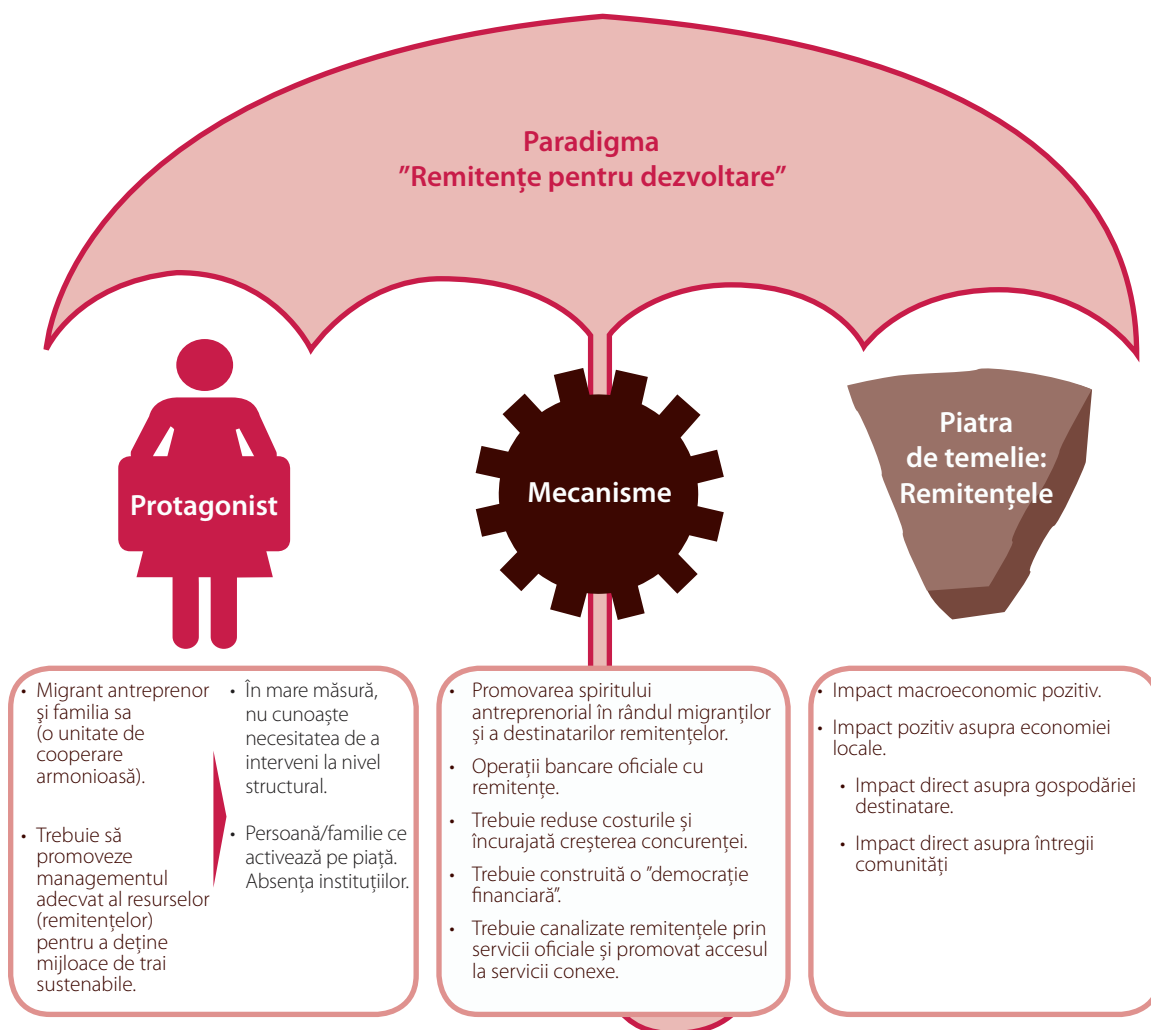 Paradigma
”Remitențe pentru dezvoltare”
Protagonist
Mecanisme
Piatra
de temelie:
Remitențele
• Migrant antreprenor
şi familia sa
(o unitate de
cooperare
armonioasă).
• Trebuie să
promoveze
managementul
adecvat al resurselor
(remitențelor)
pentru a deține
mijloace de trai
sustenabile.
• În mare măsură,
nu cunoaște
necesitatea de a
interveni la nivel
structural.
• Persoană/familie ce
activează pe piață.
Absența instituțiilor.
• Promovarea spiritului
antreprenorial în rândul migranților
și a destinatarilor remitențelor.
• Operații bancare oficiale cu
remitențe.
• Trebuie reduse costurile și
încurajată creșterea concurenței.
• Trebuie construită o ”democrație
financiară”.
• Trebuie canalizate remitențele prin
servicii oficiale și promovat accesul
la servicii conexe.
• Impact macroeconomic pozitiv.
• Impact pozitiv asupra economiei
locale.
• Impact direct asupra gospodăriei
destinatare.
• Impact direct asupra întregii
comunități